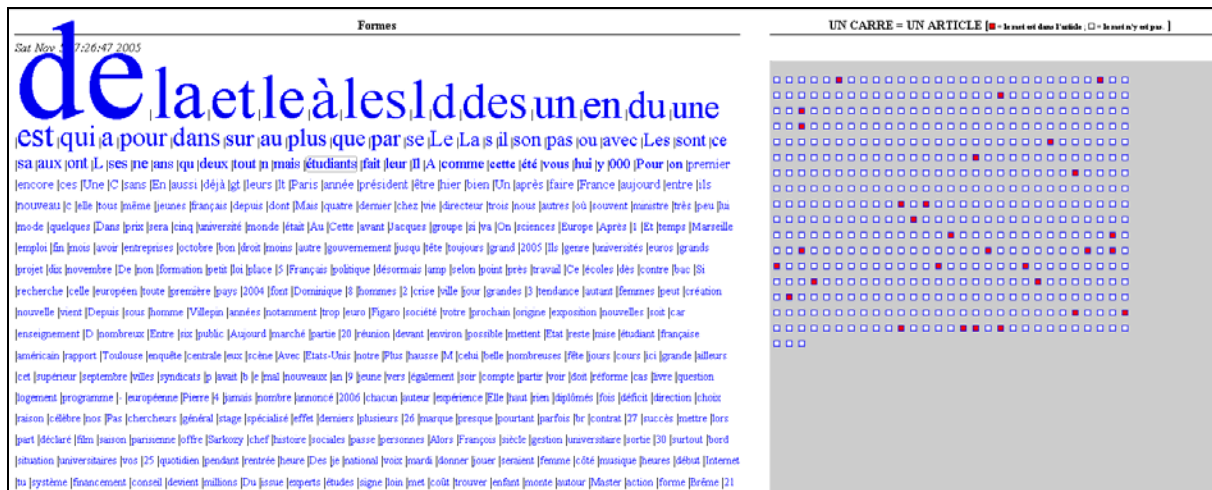 Formes
UN CARRE = UN ARTICLE [ = le mot est dans l'article ; = le mot n'y est pas. ]
Sat Nov 5 7:26:47 2005
de |la|et|le|à|les|l|d|des|un|en|du|une
est|qui|a|pour|dans|sur|au|plus|que|par|se|Le|La|s|il|son|pas|ou|avec|Les|sont|ce
|sa|aux|ont|L|ses|ne|ans|qu|deux|tout|n|mais|étudiants|fait|leur|Il|A|comme|cette|été|vous|hui|y|000|Pour|on|premier
|encore|ces|Une|C|sans|En|aussi|déjà|gt|leurs|lt|Paris|année|président|être|hier|bien|Un|après|faire|France|aujourd|entre|ils
|nouveau|c|elle|tous|même|jeunes|français|depuis|dont|Mais|quatre|dernier|chez|vie|directeur|trois|nous|autres|où|souvent|ministre|très|peu|lui
|mode|quelques|Dans|prix|sera|cinq|université|monde|était|Au|Cette|avant|Jacques|groupe|si|va|On|sciences|Europe|Après|1|Et|temps|Marseille
|emploi|fin|mois|avoir|entreprises|octobre|bon|droit|moins|autre|gouvernement|jusqu|tête|toujours|grand|2005|Ils|genre|universités|euros|grands
|projet|dix|novembre|De|non|formation|petit|loi|place|5|Français|politique|désormais|amp|selon|point|près|travail|Ce|écoles|dès|contre|bac|Si
|recherche|celle|européen|toute|première|pays|2004|font|Dominique|8|hommes|2|crise|ville|jour|grandes|3|tendance|autant|femmes|peut|création
|nouvelle|vient|Depuis|sous|homme|Villepin|années|notamment|trop|euro|Figaro|société|votre|prochain|origine|exposition|nouvelles|soit|car
|enseignement|D|nombreux|Entre|six|public|Aujourd|marché|partie|20|réunion|devant|environ|possible|mettent|Etat|reste|mise|étudiant|française
|américain|rapport|Toulouse|enquête|centrale|eux|scène|Avec|Etats-Unis|notre|Plus|hausse|M|celui|belle|nombreuses|fête|jours|cours|ici|grande|ailleurs
|cet|supérieur|septembre|villes|syndicats|p|avait|b|e|mal|nouveaux|an|9|jeune|vers|également|soir|compte|partir|voir|doit|réforme|cas|livre|question
|logement|programme|-|européenne|Pierre|4|jamais|nombre|annoncé|2006|chacun|auteur|expérience|Elle|haut|rien|diplômés|fois|déficit|direction|choix
|raison|célèbre|nos|Pas|chercheurs|général|stage|spécialisé|effet|derniers|plusieurs|26|marque|presque|pourtant|parfois|br|contrat|27|succès|mettre|lors
|part|déclaré|film|saison|parisienne|offre|Sarkozy|chef|histoire|sociales|passe|personnes|Alors|François|siècle|gestion|universitaire|sortie|30|surtout|bord
|situation|universitaires|vos|25|quotidien|pendant|rentrée|heure|Des|je|national|voix|mardi|donner|jouer|seraient|femme|côté|musique|heures|début|Internet
|tu|système|financement|conseil|devient|millions|Du|issue|experts|études|signe|loin|met|coût|trouver|enfant|monte|autour|Master|action|forme|Brême|21